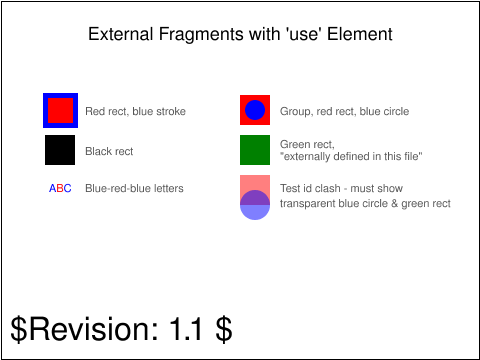 External Fragments with 'use' Element
Red rect, blue stroke
Group, red rect, blue circle
Black rect
Green rect,
"externally defined in this file"
ABC
Blue-red-blue letters
Test id clash - must show
transparent blue circle & green rect
$Revision: 1.1 $